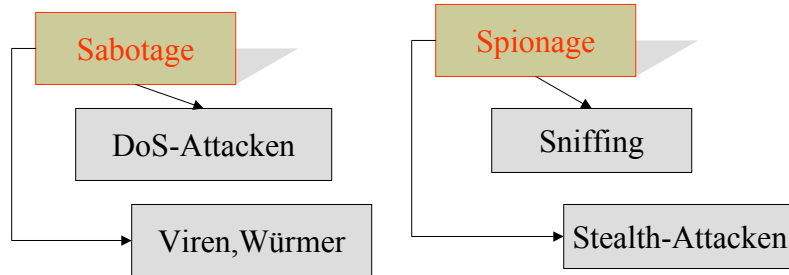 Sabotage
DoS-Attacken
Viren,Würmer
Spionage
Sniffing
Stealth-Attacken